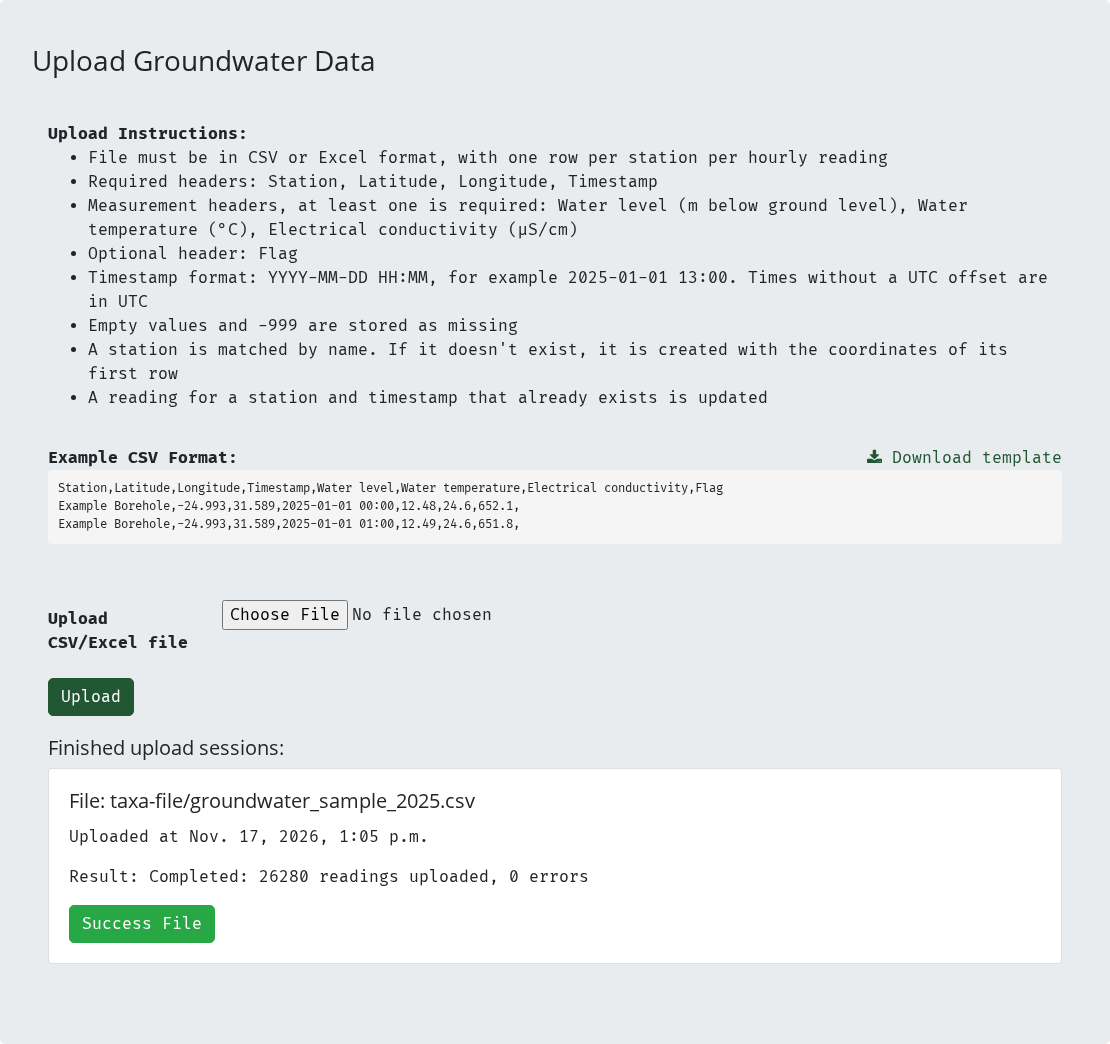 Upload Groundwater Data
Upload Instructions:
• File must be in CSV or Excel format, with one row per station per hourly reading
• Required headers: Station, Latitude, Longitude, Timestamp
• Measurement headers, at least one is required: Water level (m below ground level), Water
temperature (°C), Electrical conductivity (µS/cm)
• Optional header: Flag
• Timestamp format: YYYY-MM-DD HH:MM, for example 2025-01-01 13:00. Times without a UTC offset are
in UTC
• Empty values and -999 are stored as missing
• A station is matched by name. If it doesn't exist, it is created with the coordinates of its
first row
• A reading for a station and timestamp that already exists is updated
Example CSV Format:
Download template
Station,Latitude,Longitude,Timestamp,Water level,Water temperature,Electrical conductivity,Flag
Example Borehole,-24.993,31.589,2025-01-01 00:00,12.48,24.6,652.1,
Example Borehole,-24.993,31.589,2025-01-01 01:00,12.49,24.6,651.8,
Upload
CSV/Excel file
Choose File No file chosen
Upload
Finished upload sessions:
File: taxa-file/groundwater_sample_2025.csv
Uploaded at Nov. 17, 2026, 1:05 p.m.
Result: Completed: 26280 readings uploaded, 0 errors
Success File